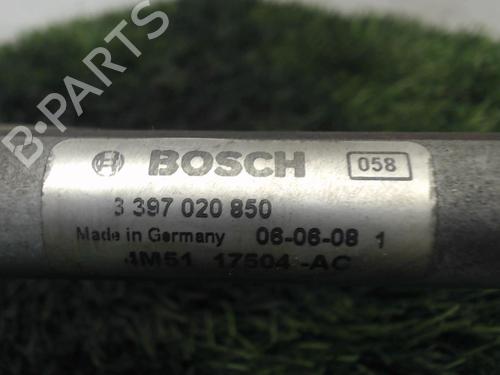 B-PARTS
BOSCH 058
3 397 020 850
Made in Germany 06-06-08 1
4M51 17504-AC